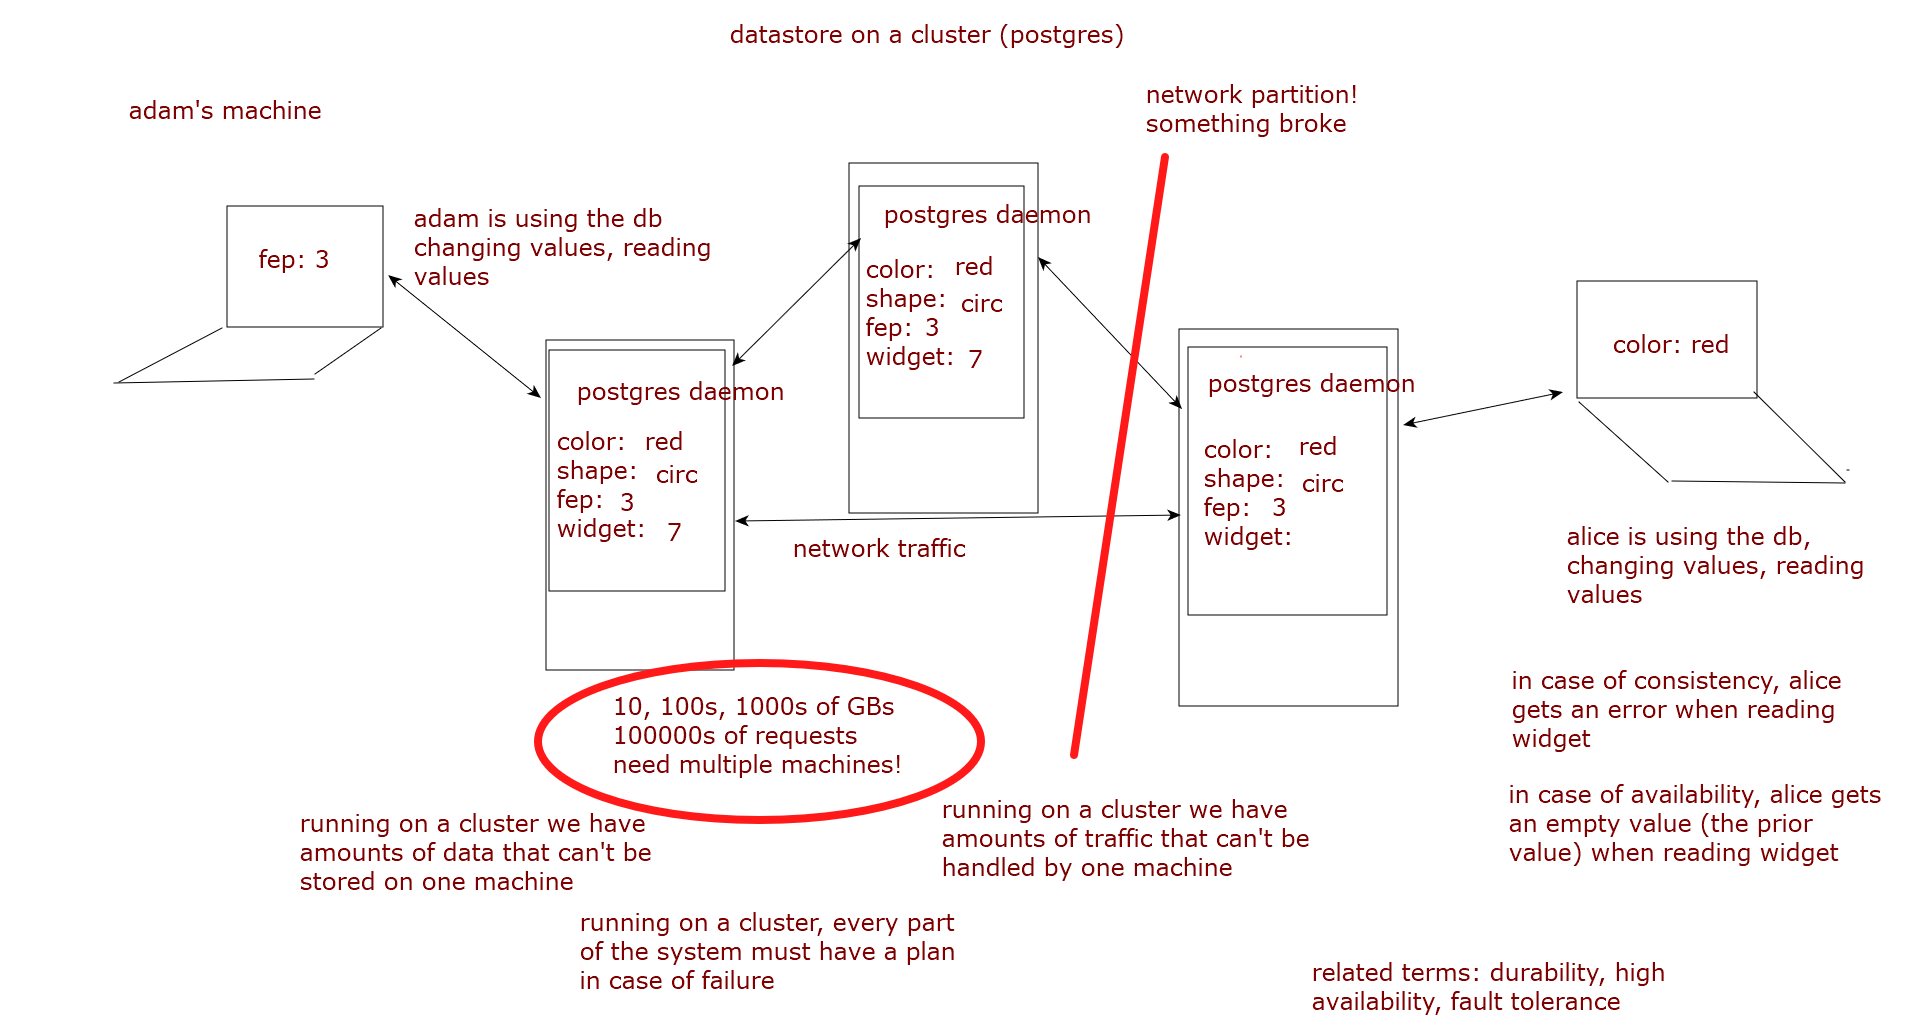 datastore on a cluster (postgres)
adam's machine
network partition!
something broke
fep: 3
adam is using the db
changing values, reading
values
postgres daemon
color: red
shape: circ
fep: 3
widget: 7
postgres daemon
color: red
shape: circ
fep: 3
widget: 7
network traffic
postgres daemon
color: red
shape: circ
fep: 3
widget:
color: red
alice is using the db,
changing values, reading
values
in case of consistency, alice
gets an error when reading
widget
in case of availability, alice gets
an empty value (the prior
value) when reading widget
10, 100s, 1000s of GBs
100000s of requests
need multiple machines!
running on a cluster we have
amounts of data that can't be
stored on one machine
running on a cluster we have
amounts of traffic that can't be
handled by one machine
running on a cluster, every part
of the system must have a plan
in case of failure
related terms: durability, high
availability, fault tolerance